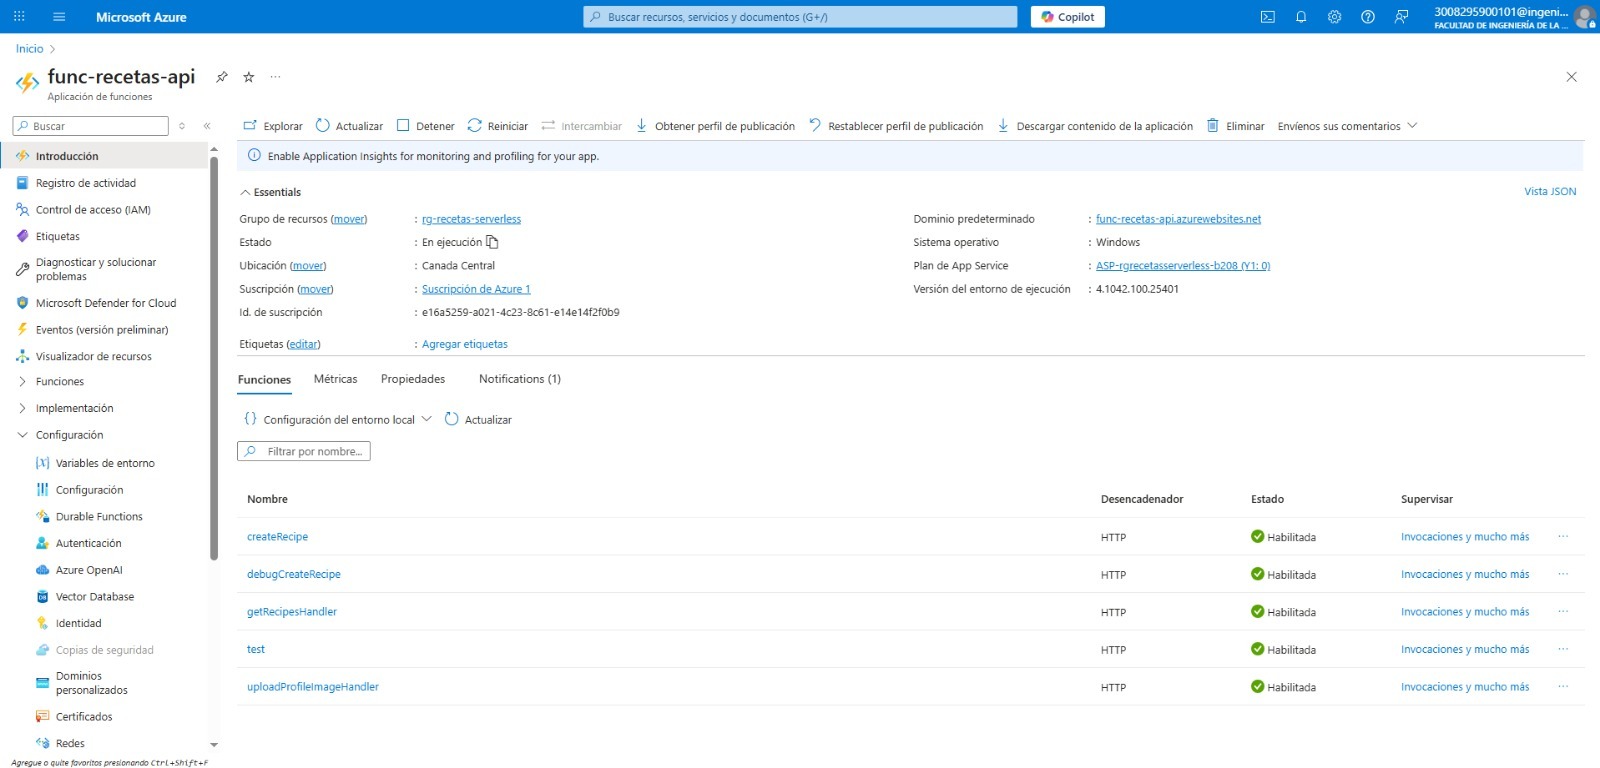 Microsoft Azure
Buscar recursos, servicios y documentos (G+/)
Copilot
3008295900101@ingeni...
FACULTAD DE INGENIERÍA DE LA ...
Inicio
func-recetas-api
Aplicación de funciones
Buscar
Explorar
Actualizar
Detener
Reiniciar
Intercambiar
Obtener perfil de publicación
Restablecer perfil de publicación
Descargar contenido de la aplicación
Eliminar
Envíenos sus comentarios
Introducción
Registro de actividad
Control de acceso (IAM)
Etiquetas
Diagnosticar y solucionar
problemas
Microsoft Defender for Cloud
Eventos (versión preliminar)
Visualizador de recursos
Funciones
Implementación
Configuración
Variables de entorno
Configuración
Durable Functions
Autenticación
Azure OpenAI
Vector Database
Identidad
Copias de seguridad
Dominios
personalizados
Certificados
Redes
Agregue o quite favoritos presionando Ctrl+Shift+F
Enable Application Insights for monitoring and profiling for your app.
Essentials
Vista JSON
Grupo de recursos (mover) : rg-recetas-serverless
Estado : En ejecución
Ubicación (mover) : Canada Central
Suscripción (mover) : Suscripción de Azure 1
Id. de suscripción : e16a5259-a021-4c23-8c61-e14e14f2f0b9
Etiquetas (editar) : Agregar etiquetas
Dominio predeterminado : func-recetas-api.azurewebsites.net
Sistema operativo : Windows
Plan de App Service : ASP-rgrecetasserverless-b208 (Y1: 0)
Versión del entorno de ejecución : 4.1042.100.25401
Funciones
Métricas
Propiedades
Notifications (1)
Configuración del entorno local
Actualizar
Filtrar por nombre...
Nombre Desencadenador Estado Supervisar
createRecipe HTTP Habilitada Invocaciones y mucho más ...
debugCreateRecipe HTTP Habilitada Invocaciones y mucho más ...
getRecipesHandler HTTP Habilitada Invocaciones y mucho más ...
test HTTP Habilitada Invocaciones y mucho más ...
uploadProfileImageHandler HTTP Habilitada Invocaciones y mucho más ...